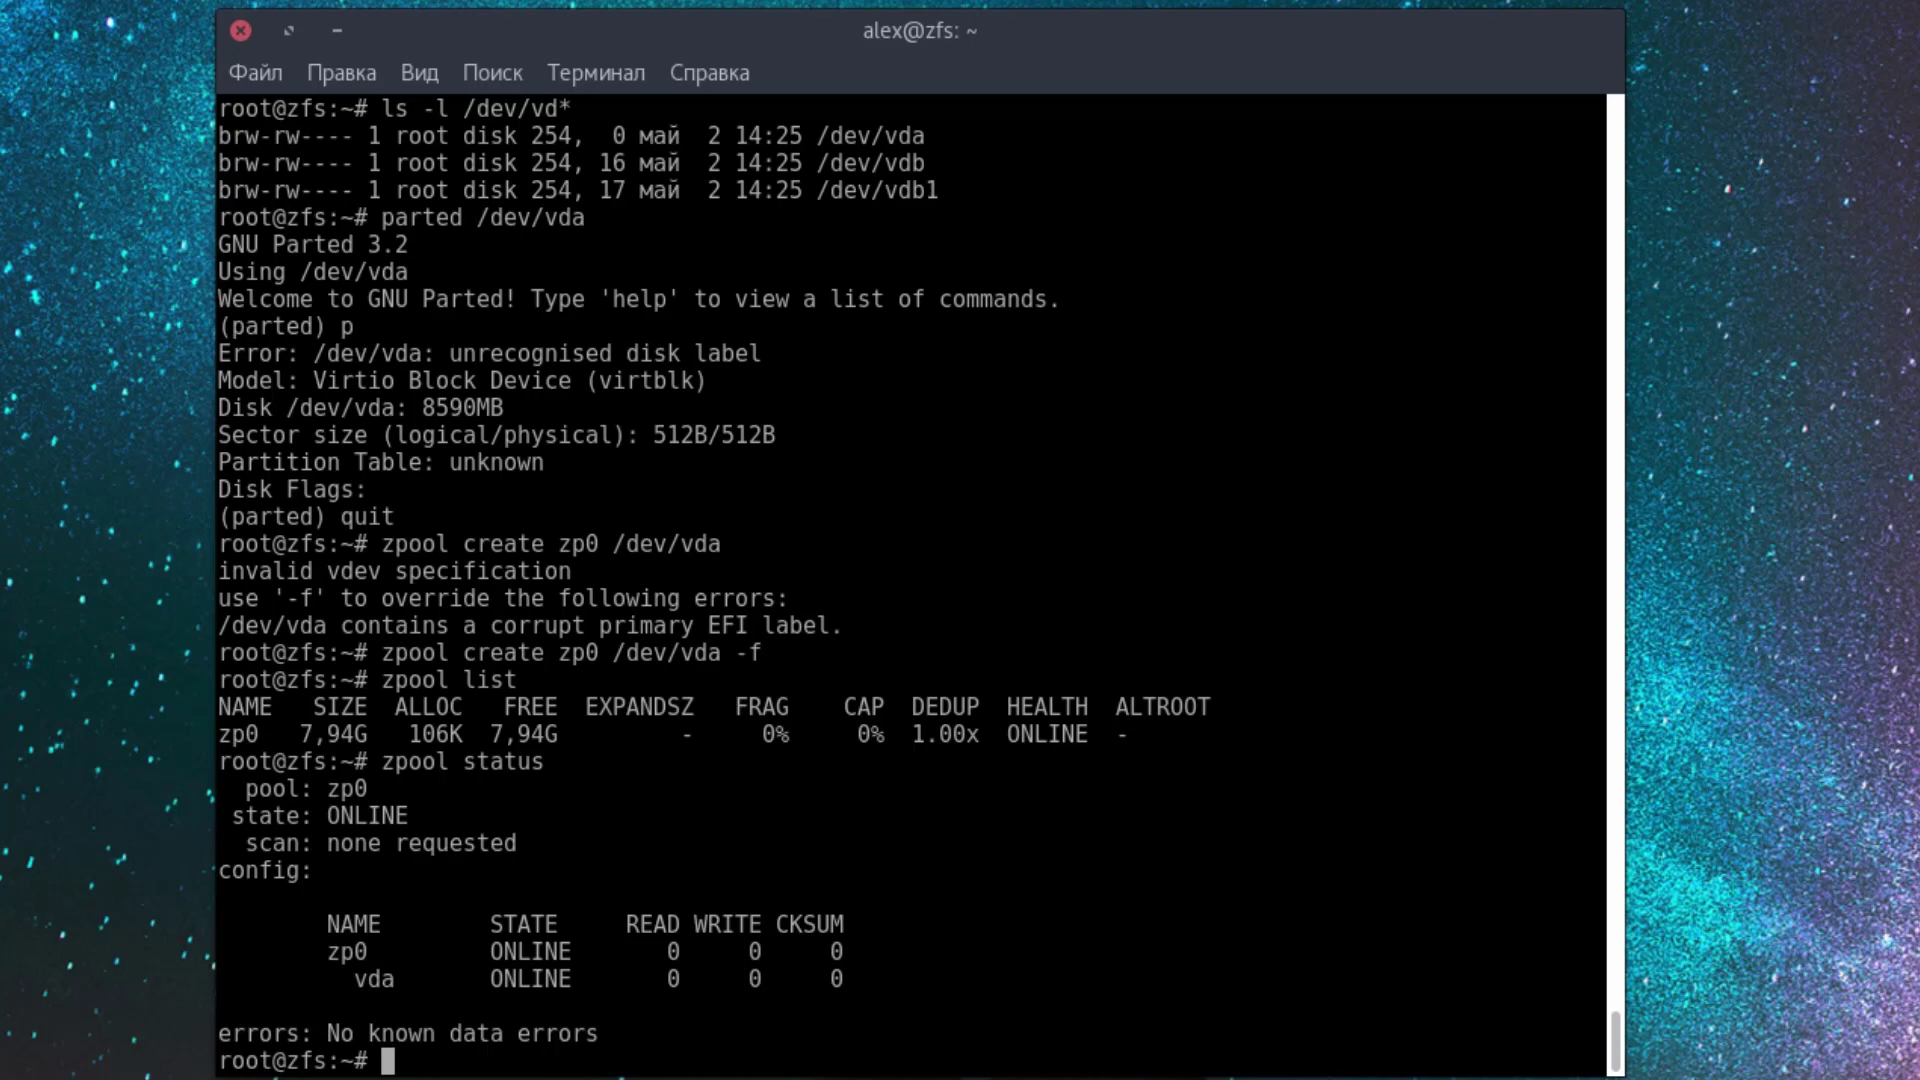 alex@zfs: ~
Файл Правка Вид Поиск Терминал Справка
root@zfs:~# ls -l /dev/vd*
brw-rw---- 1 root disk 254,  0 май  2 14:25 /dev/vda
brw-rw---- 1 root disk 254, 16 май  2 14:25 /dev/vdb
brw-rw---- 1 root disk 254, 17 май  2 14:25 /dev/vdb1
root@zfs:~# parted /dev/vda
GNU Parted 3.2
Using /dev/vda
Welcome to GNU Parted! Type 'help' to view a list of commands.
(parted) p
Error: /dev/vda: unrecognised disk label
Model: Virtio Block Device (virtblk)
Disk /dev/vda: 8590MB
Sector size (logical/physical): 512B/512B
Partition Table: unknown
Disk Flags:
(parted) quit
root@zfs:~# zpool create zp0 /dev/vda
invalid vdev specification
use '-f' to override the following errors:
/dev/vda contains a corrupt primary EFI label.
root@zfs:~# zpool create zp0 /dev/vda -f
root@zfs:~# zpool list
NAME   SIZE  ALLOC   FREE  EXPANDSZ   FRAG    CAP  DEDUP  HEALTH  ALTROOT
zp0   7,94G   106K  7,94G         -     0%     0%  1.00x  ONLINE  -
root@zfs:~# zpool status
  pool: zp0
 state: ONLINE
  scan: none requested
config:
        NAME        STATE     READ WRITE CKSUM
        zp0         ONLINE       0     0     0
          vda       ONLINE       0     0     0
errors: No known data errors
root@zfs:~#